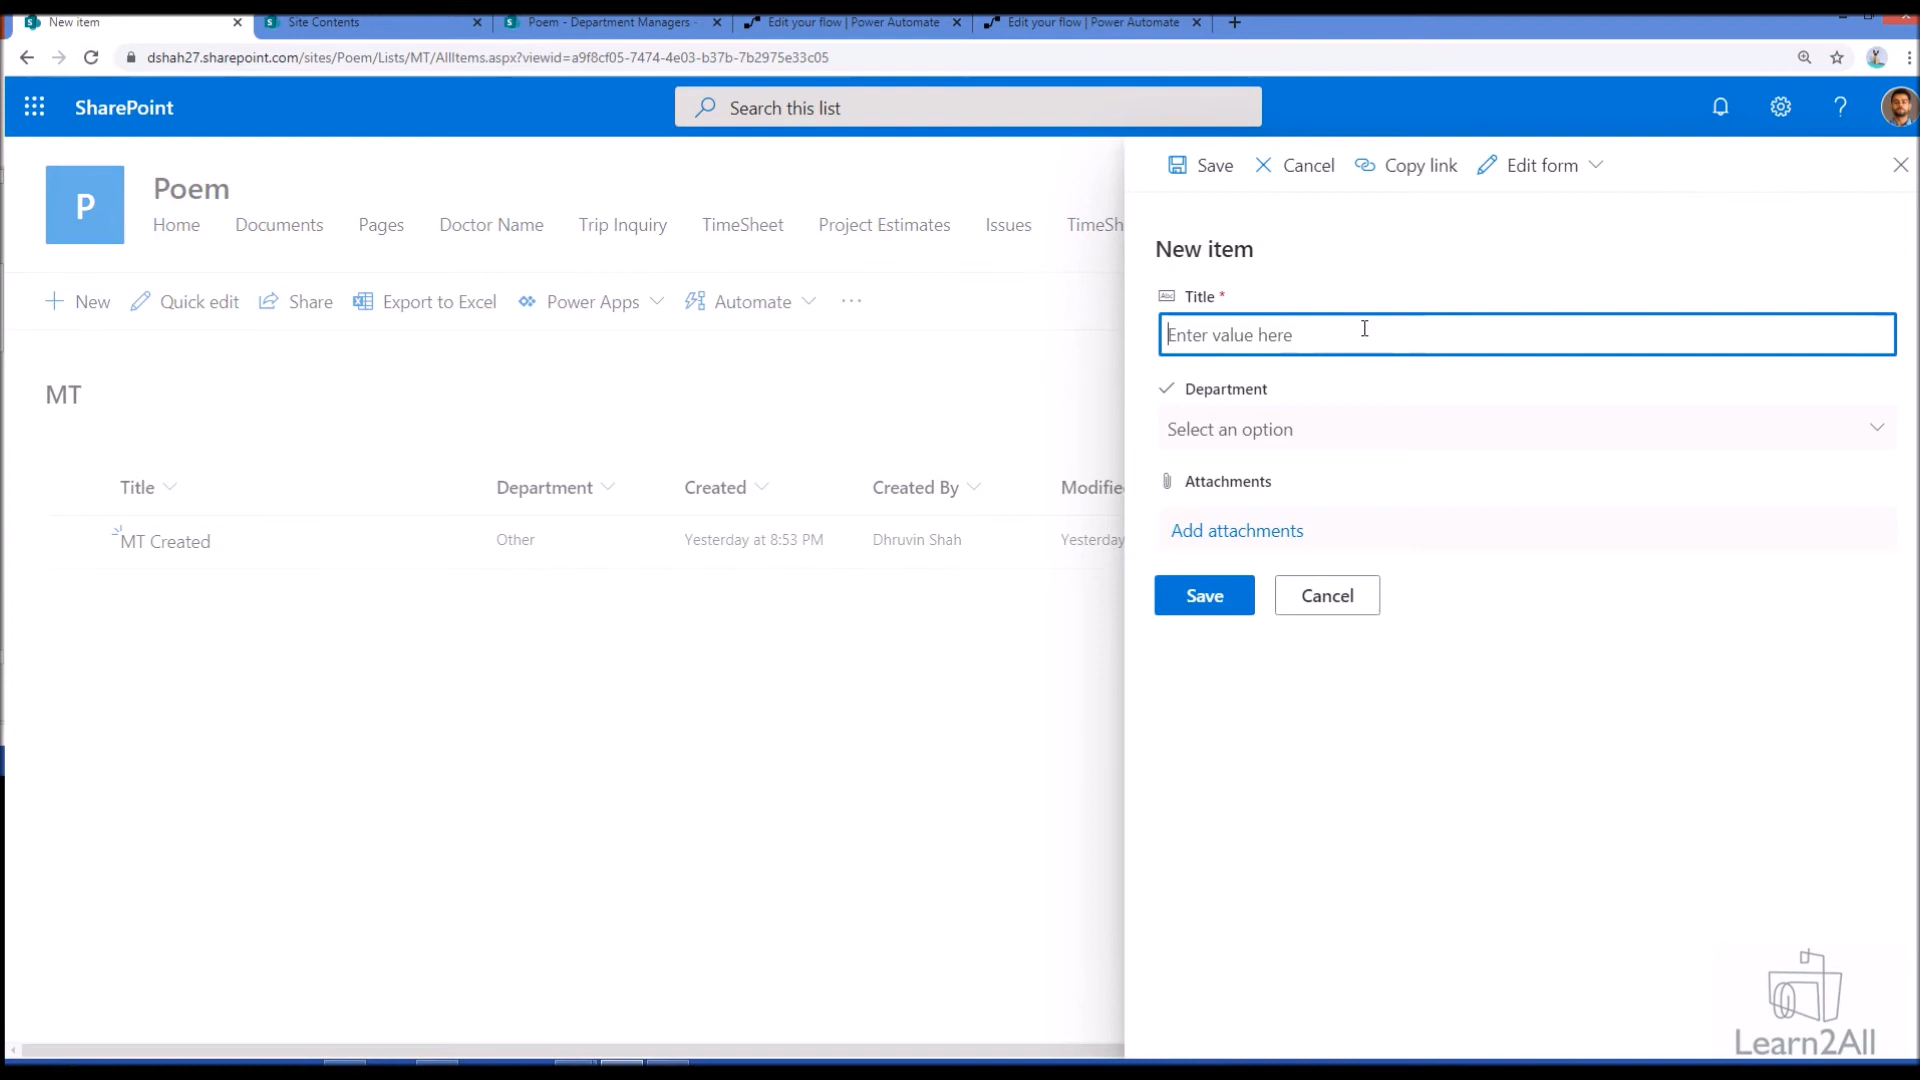 New item
Site Contents
Poem - Department Managers -
Edit your flow | Power Automate
Edit your flow | Power Automate
dshah27.sharepoint.com/sites/Poem/Lists/MT/AllItems.aspx?viewid=a9f8cf05-7474-4e03-b37b-7b2975e33c05
SharePoint
Search this list
P
Poem
Home Documents Pages Doctor Name Trip Inquiry TimeSheet Project Estimates Issues TimeSh
New Quick edit Share Export to Excel Power Apps Automate ...
MT
Title Department Created Created By Modifie
MT Created Other Yesterday at 8:53 PM Dhruvin Shah Yesterday
Save Cancel Copy link Edit form
New item
Abc Title *
Enter value here
Department
Select an option
Attachments
Add attachments
Save Cancel
Learn2All